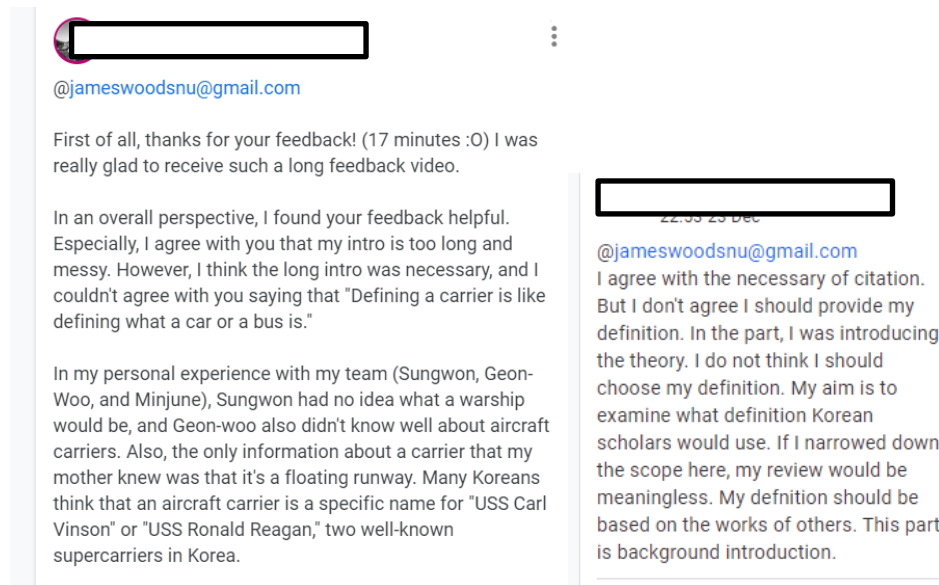 @jameswoodsnu@gmail.com
First of all, thanks for your feedback! (17 minutes :O) I was
really glad to receive such a long feedback video.
In an overall perspective, I found your feedback helpful.
Especially, I agree with you that my intro is too long and
messy. However, I think the long intro was necessary, and I
couldn't agree with you saying that "Defining a carrier is like
defining what a car or a bus is."
In my personal experience with my team (Sungwon, Geon-
Woo, and Minjune), Sungwon had no idea what a warship
would be, and Geon-woo also didn't know well about aircraft
carriers. Also, the only information about a carrier that my
mother knew was that it's a floating runway. Many Koreans
think that an aircraft carrier is a specific name for "USS Carl
Vinson" or "USS Ronald Reagan," two well-known
supercarriers in Korea.
22:53 23 Dec
@jameswoodsnu@gmail.com
I agree with the necessary of citation.
But I don't agree I should provide my
definition. In the part, I was introducing
the theory. I do not think I should
choose my definition. My aim is to
examine what definition Korean
scholars would use. If I narrowed down
the scope here, my review would be
meaningless. My defnition should be
based on the works of others. This part
is background introduction.